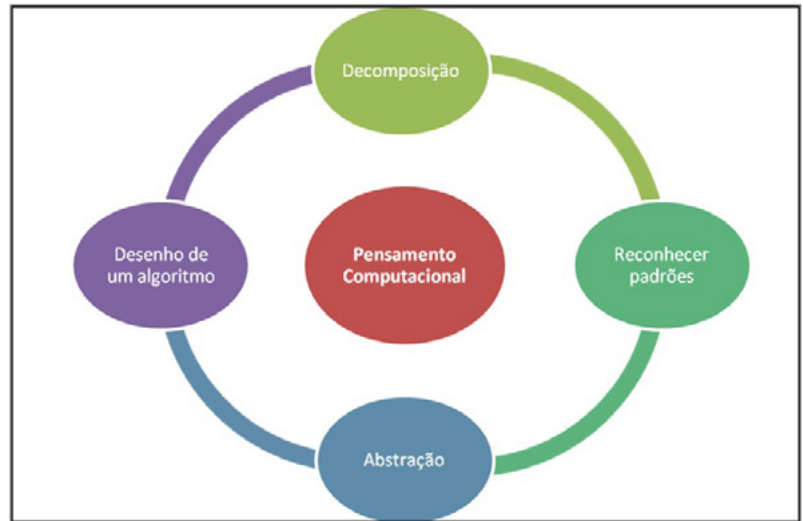 Decomposição
Desenho de
um algoritmo
Pensamento
Computacional
Reconhecer
padrões
Abstração